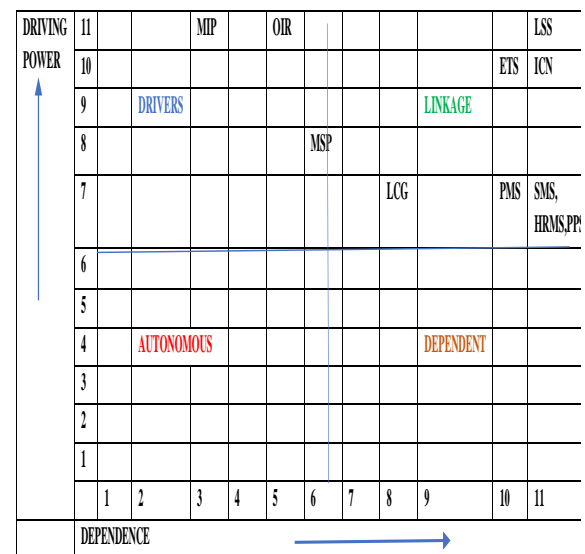 DRIVING 11 MIP OIR LSS
POWER 10 ETS ICN
9 DRIVERS LINKAGE
8 MSP
7 LCG PMS SMS,
HRMS,PPS
6
5
4 AUTONOMOUS DEPENDENT
3
2
1
1 2 3 4 5 6 7 8 9 10 11
DEPENDENCE